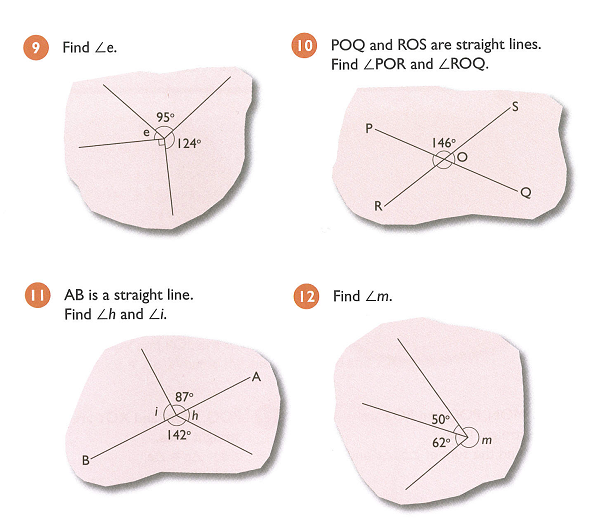 9 Find ∠e.
95°
e
124°
10 POQ and ROS are straight lines.
Find ∠POR and ∠ROQ.
S
P
146°
O
Q
R
11 AB is a straight line.
Find ∠h and ∠i.
A
87°
i
h
142°
B
12 Find ∠m.
50°
62°
m